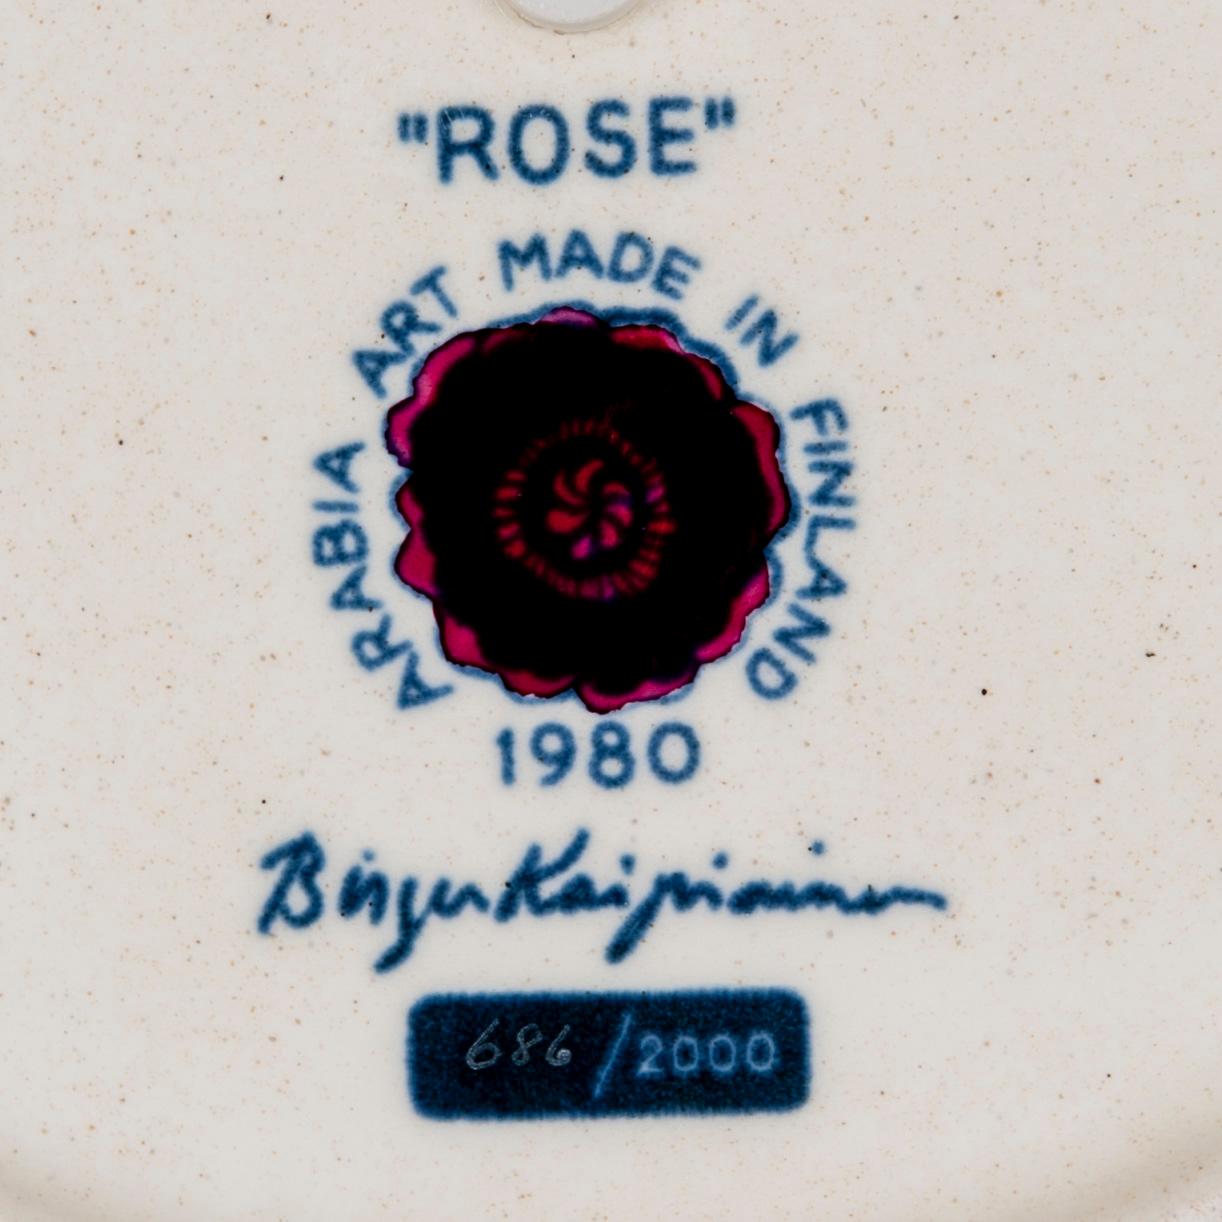 "ROSE"
ARABIA ART MADE IN FINLAND
1980
Birger Kaipiainen
686/2000